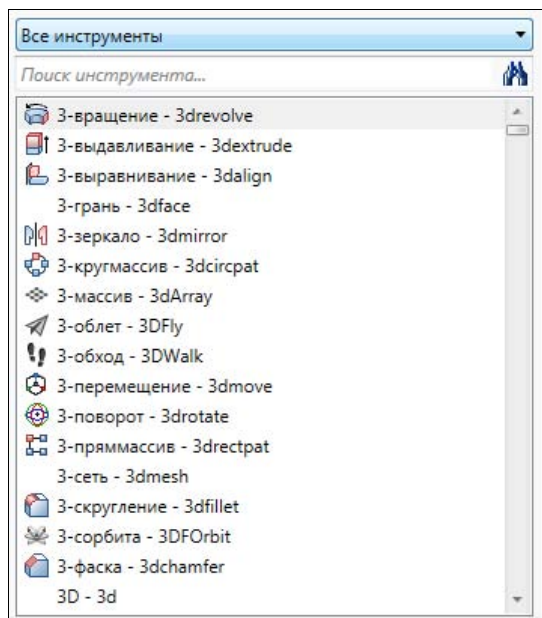 Все инструменты
Поиск инструмента...
3-вращение - 3drevolve
3-выдавливание - 3dextrude
3-выравнивание - 3dalign
3-грань - 3dface
3-зеркало - 3dmirror
3-кругмассив - 3dcircpat
3-массив - 3dArray
3-облет - 3DFly
3-обход - 3DWalk
3-перемещение - 3dmove
3-поворот - 3drotate
3-пряммассив - 3drectpat
3-сеть - 3dmesh
3-скругление - 3dfillet
3-сорбита - 3DFOrbit
3-фаска - 3dchamfer
3D - 3d